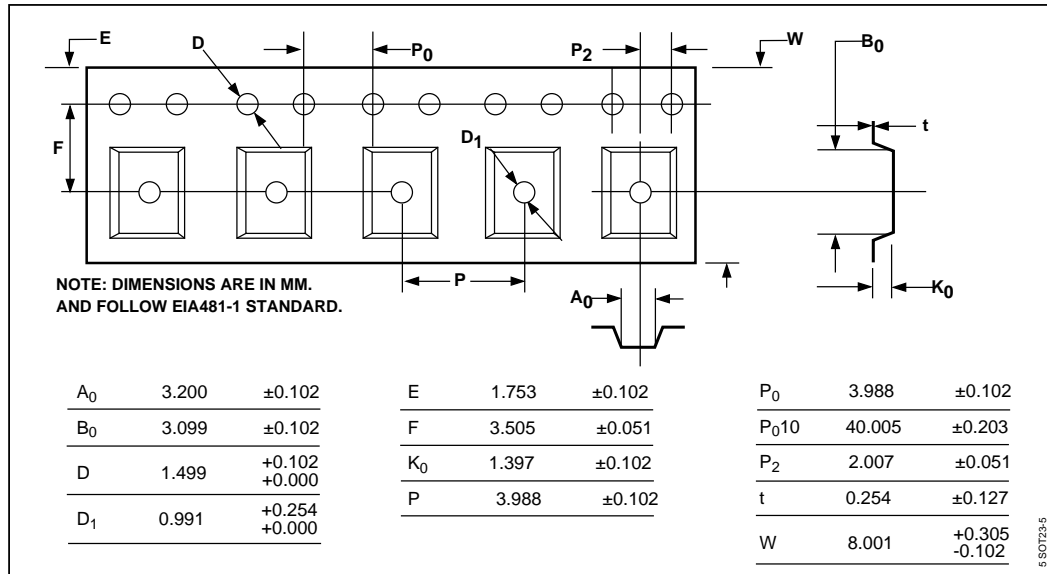 E
D
P0
P2
W
B0
t
F
D1
NOTE: DIMENSIONS ARE IN MM.
AND FOLLOW EIA481-1 STANDARD.
P
A0
K0
A0 3.200 ±0.102
B0 3.099 ±0.102
D 1.499 +0.102 +0.000
D1 0.991 +0.254 +0.000
E 1.753 ±0.102
F 3.505 ±0.051
K0 1.397 ±0.102
P 3.988 ±0.102
P0 3.988 ±0.102
P010 40.005 ±0.203
P2 2.007 ±0.051
t 0.254 ±0.127
W 8.001 +0.305 -0.102
5 SOT23-5